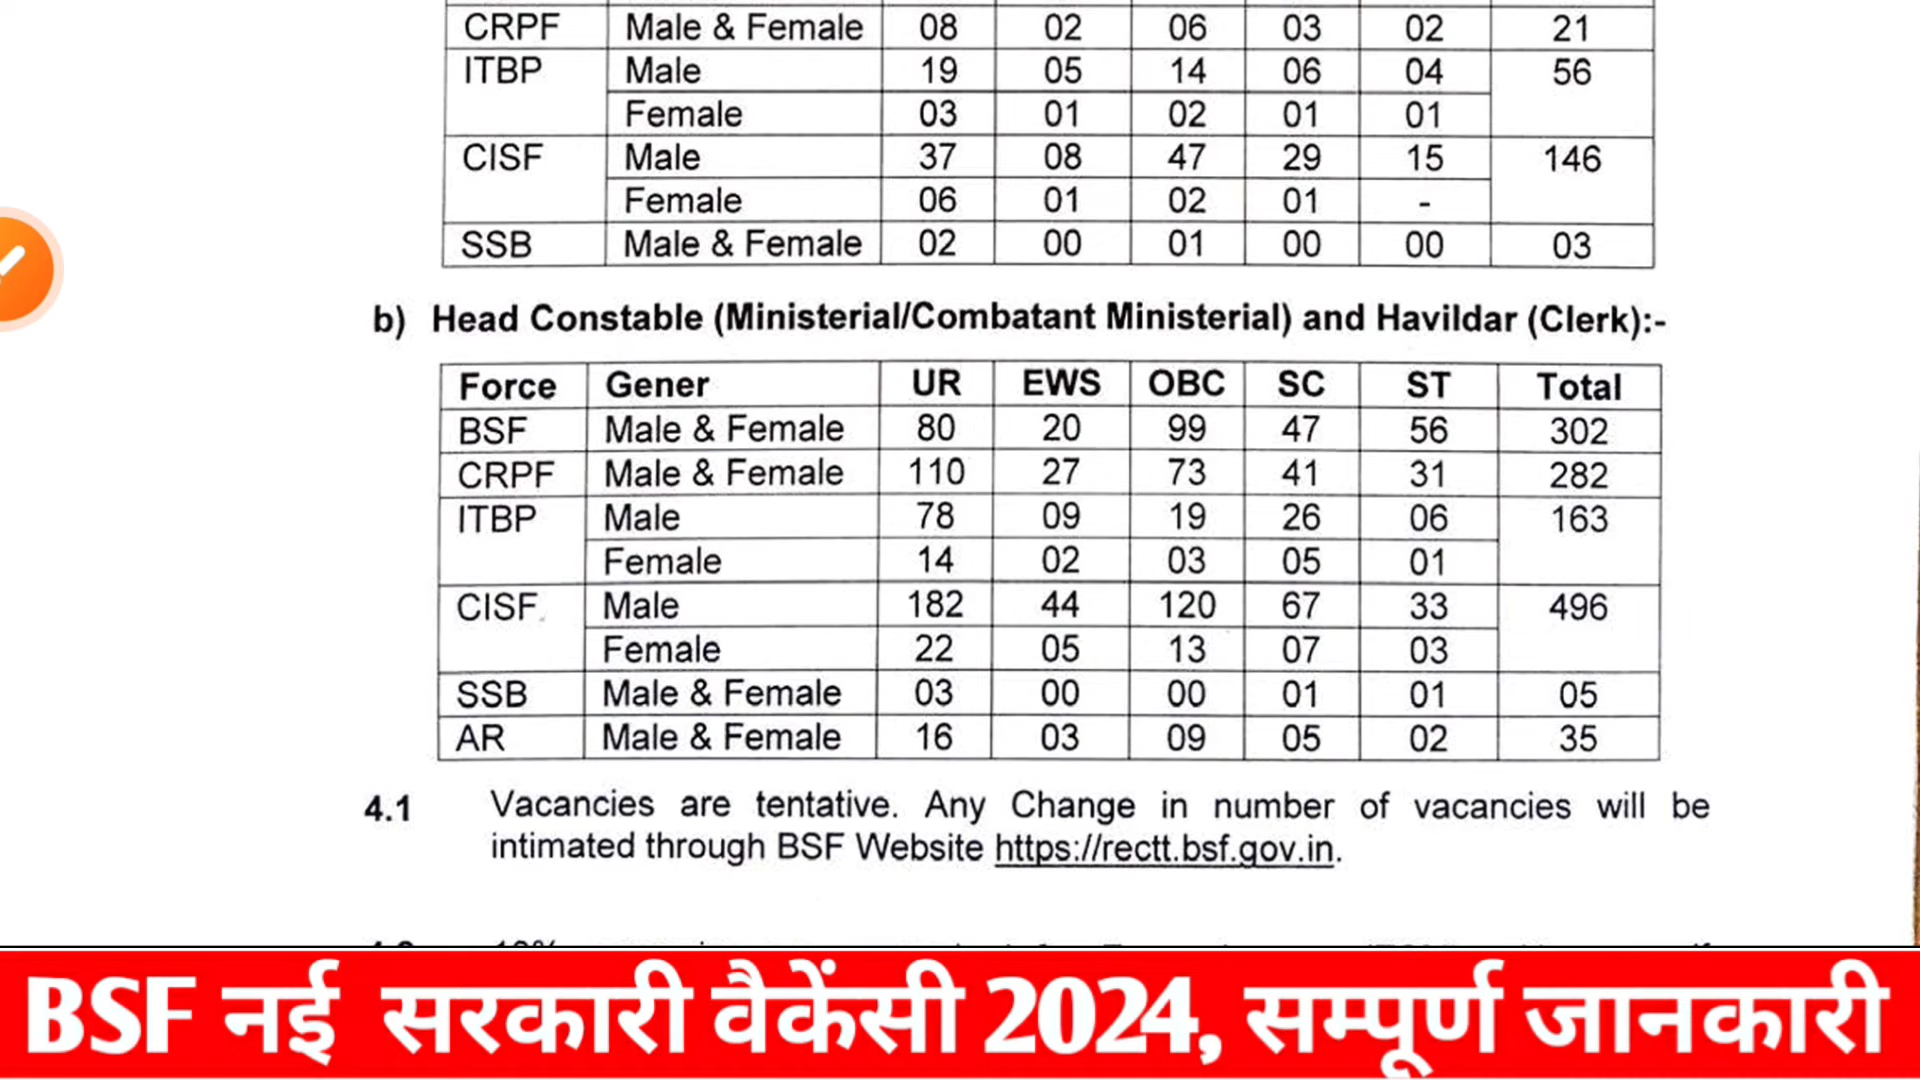 CRPF Male & Female 08 02 06 03 02 21
ITBP Male 19 05 14 06 04 56
Female 03 01 02 01 01
CISF Male 37 08 47 29 15 146
Female 06 01 02 01 -
SSB Male & Female 02 00 01 00 00 03
b) Head Constable (Ministerial/Combatant Ministerial) and Havildar (Clerk):-
Force Gener UR EWS OBC SC ST Total
BSF Male & Female 80 20 99 47 56 302
CRPF Male & Female 110 27 73 41 31 282
ITBP Male 78 09 19 26 06 163
Female 14 02 03 05 01
CISF Male 182 44 120 67 33 496
Female 22 05 13 07 03
SSB Male & Female 03 00 00 01 01 05
AR Male & Female 16 03 09 05 02 35
4.1 Vacancies are tentative. Any Change in number of vacancies will be
intimated through BSF Website https://rectt.bsf.gov.in.
BSF नई सरकारी वैकेंसी 2024, सम्पूर्ण जानकारी